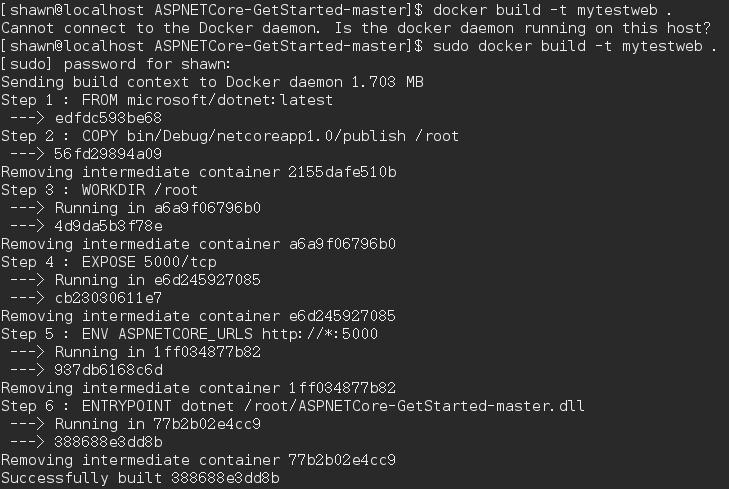 [shawn@localhost ASPNETCore-GetStarted-master]$ docker build -t mytestweb .
Cannot connect to the Docker daemon. Is the docker daemon running on this host?
[shawn@localhost ASPNETCore-GetStarted-master]$ sudo docker build -t mytestweb .
[sudo] password for shawn:
Sending build context to Docker daemon 1.703 MB
Step 1 : FROM microsoft/dotnet:latest
 ---> edfdc593be68
Step 2 : COPY bin/Debug/netcoreapp1.0/publish /root
 ---> 56fd29894a09
Removing intermediate container 2155dafe510b
Step 3 : WORKDIR /root
 ---> Running in a6a9f06796b0
 ---> 4d9da5b3f78e
Removing intermediate container a6a9f06796b0
Step 4 : EXPOSE 5000/tcp
 ---> Running in e6d245927085
 ---> cb23030611e7
Removing intermediate container e6d245927085
Step 5 : ENV ASPNETCORE_URLS http://*:5000
 ---> Running in 1ff034877b82
 ---> 937db6168c6d
Removing intermediate container 1ff034877b82
Step 6 : ENTRYPOINT dotnet /root/ASPNETCore-GetStarted-master.dll
 ---> Running in 77b2b02e4cc9
 ---> 388688e3dd8b
Removing intermediate container 77b2b02e4cc9
Successfully built 388688e3dd8b